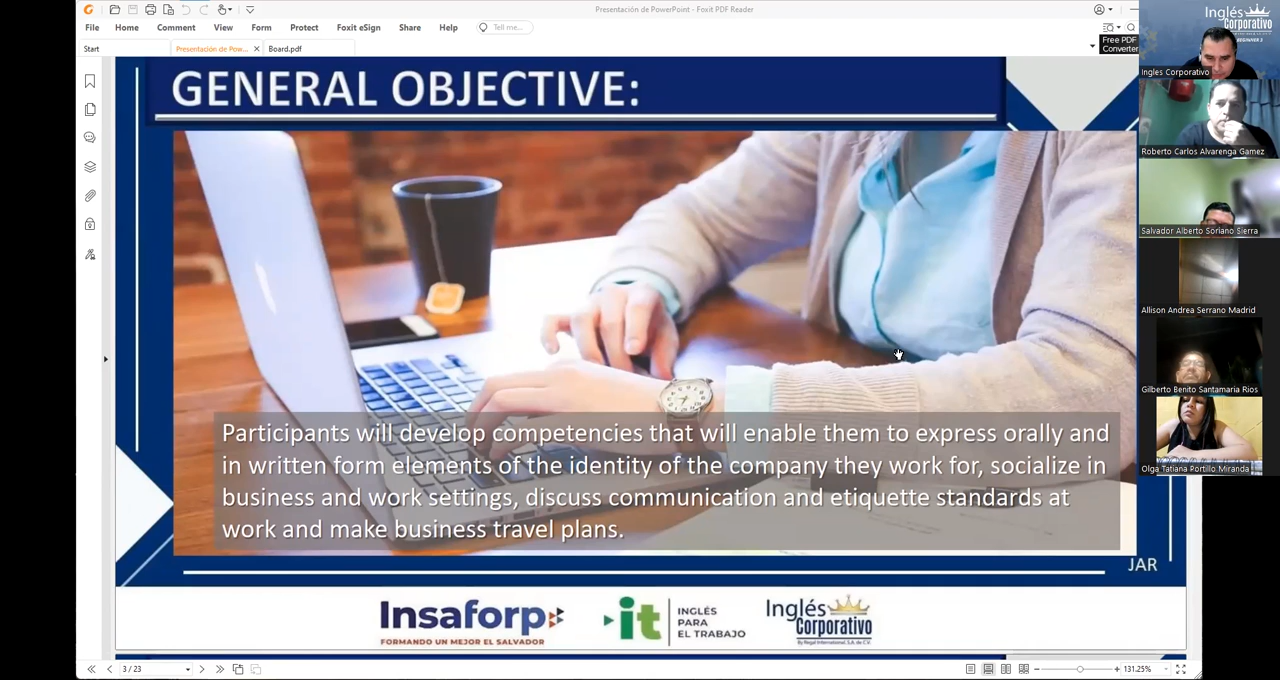 Presentación de PowerPoint - Foxit PDF Reader
File Home Comment View Form Protect Foxit eSign Share Help Tell me...
Start Presentación de Pow... Board.pdf
Free PDF
Converter
GENERAL OBJECTIVE:
Participants will develop competencies that will enable them to express orally and
in written form elements of the identity of the company they work for, socialize in
business and work settings, discuss communication and etiquette standards at
work and make business travel plans.
JAR
Insaforp
FORMANDO UN MEJOR EL SALVADOR
it
INGLÉS
PARA
EL TRABAJO
Inglés
Corporativo
By Regal International, S.A. de C.V.
3 / 23
131.25%
Inglés
Corporativo
Ingles Corporativo
Roberto Carlos Alvarenga Gamez
Salvador Alberto Soriano Sierra
Allison Andrea Serrano Madrid
Gilberto Benito Santamaria Rios
Olga Tatiana Portillo Miranda